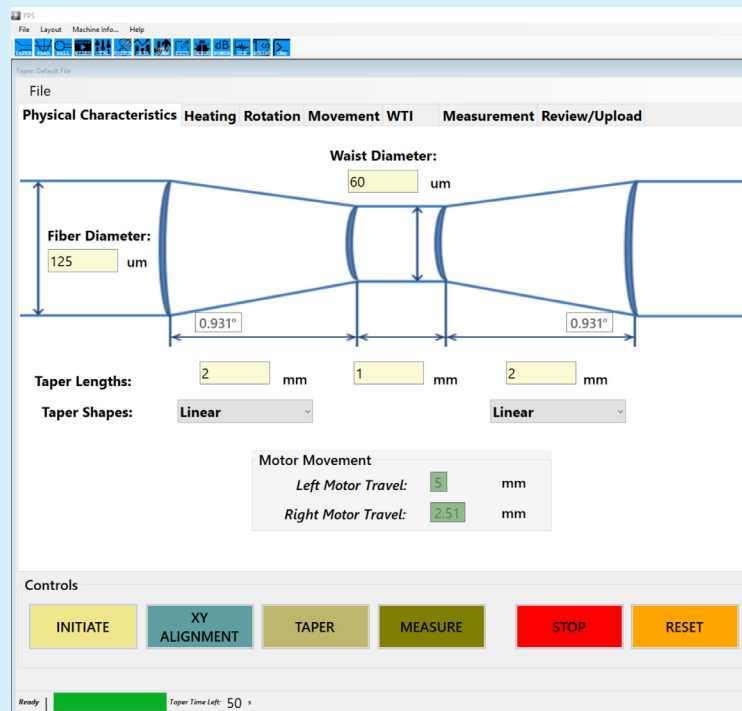 FPS
File Layout Machine Info... Help
dB
Taper: Default File
File
Physical Characteristics Heating Rotation Movement WTI Measurement Review/Upload
Waist Diameter:
60 um
Fiber Diameter:
125 um
0.931° 0.931°
Taper Lengths: 2 mm 1 mm 2 mm
Taper Shapes: Linear Linear
Motor Movement
Left Motor Travel: 5 mm
Right Motor Travel: 2.51 mm
Controls
INITIATE XY ALIGNMENT TAPER MEASURE STOP RESET
Ready Taper Time Left: 50 s